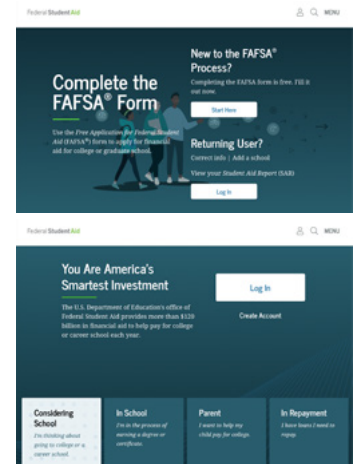 Federal Student Aid
MENU
Complete the
FAFSA® Form
Use the Free Application for Federal Student
Aid (FAFSA®) form to apply for financial
aid for college or graduate school.
New to the FAFSA®
Process?
Completing the FAFSA form is free. Fill it
out now.
Start Here
Returning User?
Correct info | Add a school
View your Student Aid Report (SAR)
Log In
Federal Student Aid
MENU
You Are America's
Smartest Investment
The U.S. Department of Education's office of
Federal Student Aid provides more than $120
billion in financial aid to help pay for college
or career school each year.
Log In
Create Account
Considering
School
I'm thinking about
going to college or a
career school.
In School
I'm in the process of
earning a degree or
certificate.
Parent
I want to help my
child pay for college.
In Repayment
I have loans I need to
repay.